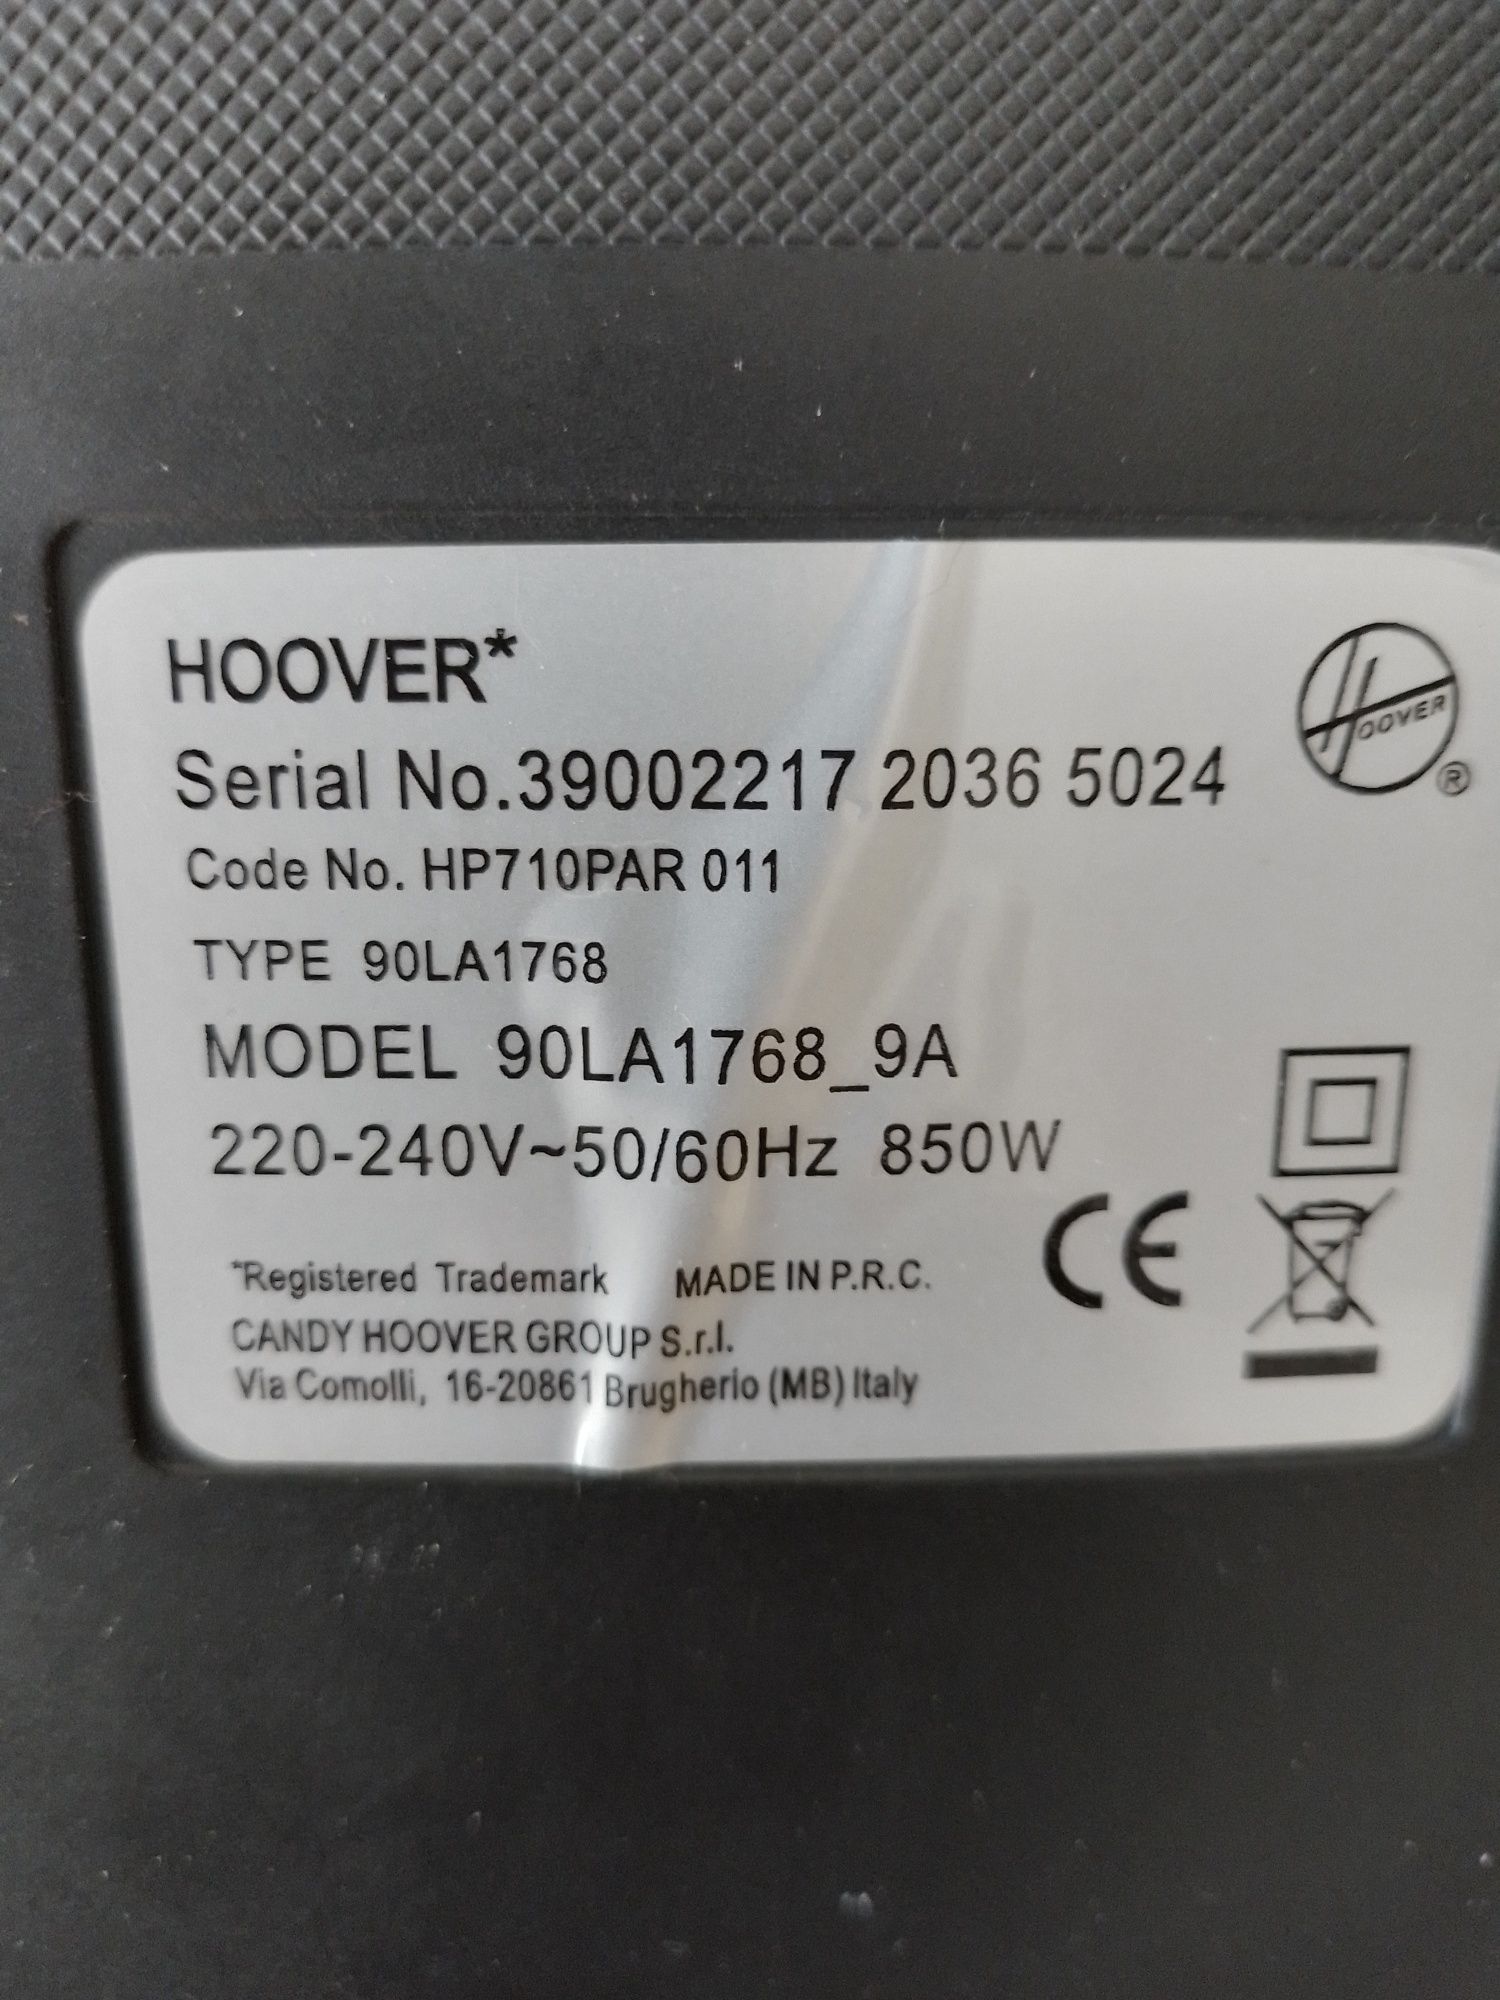 HOOVER*
HOOVER ®
Serial No.39002217 2036 5024
Code No. HP710PAR 011
TYPE 90LA1768
MODEL 90LA1768_9A
220-240V~50/60Hz 850W
CE
*Registered Trademark MADE IN P.R.C.
CANDY HOOVER GROUP S.r.l.
Via Comolli, 16-20861 Brugherio (MB) Italy